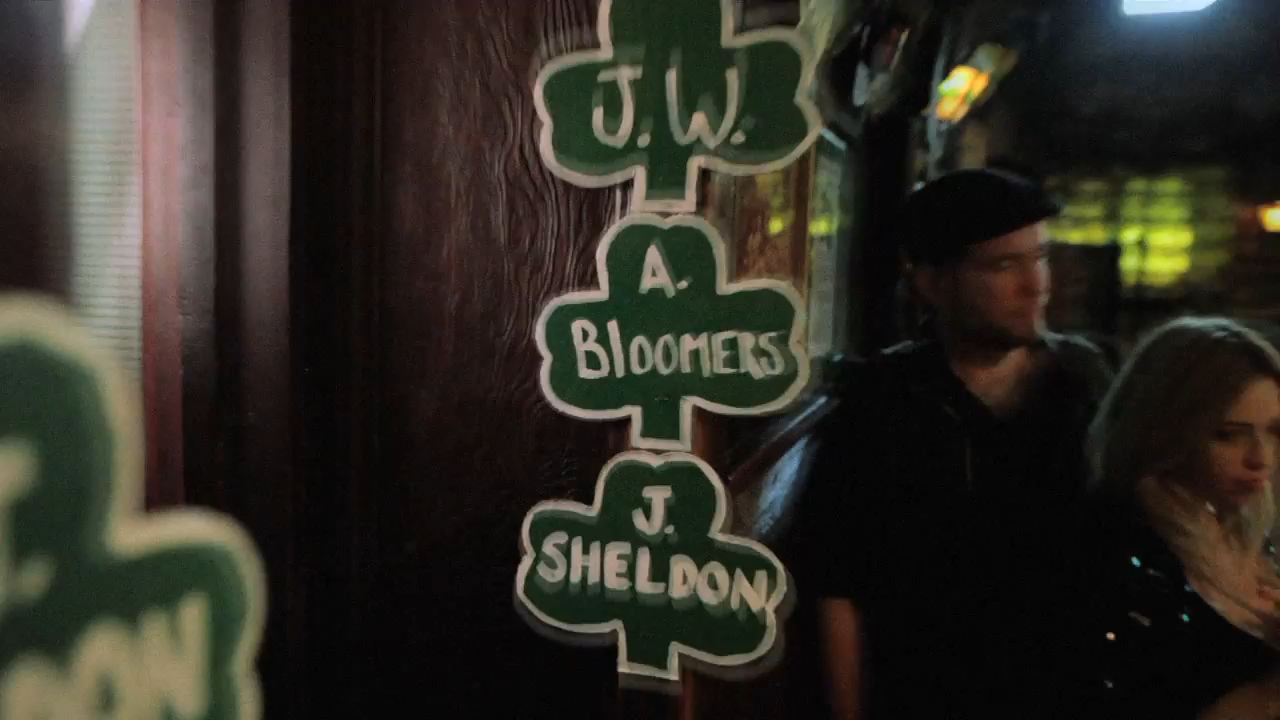 J. W.
A.
BLOOMERS
J.
SHELDON